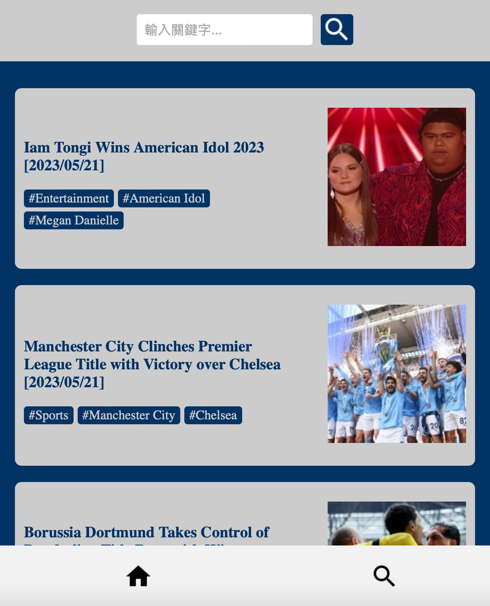 輸入關鍵字...
Iam Tongi Wins American Idol 2023
[2023/05/21]
#Entertainment #American Idol
#Megan Danielle
Manchester City Clinches Premier
League Title with Victory over Chelsea
[2023/05/21]
#Sports #Manchester City #Chelsea
Borussia Dortmund Takes Control of